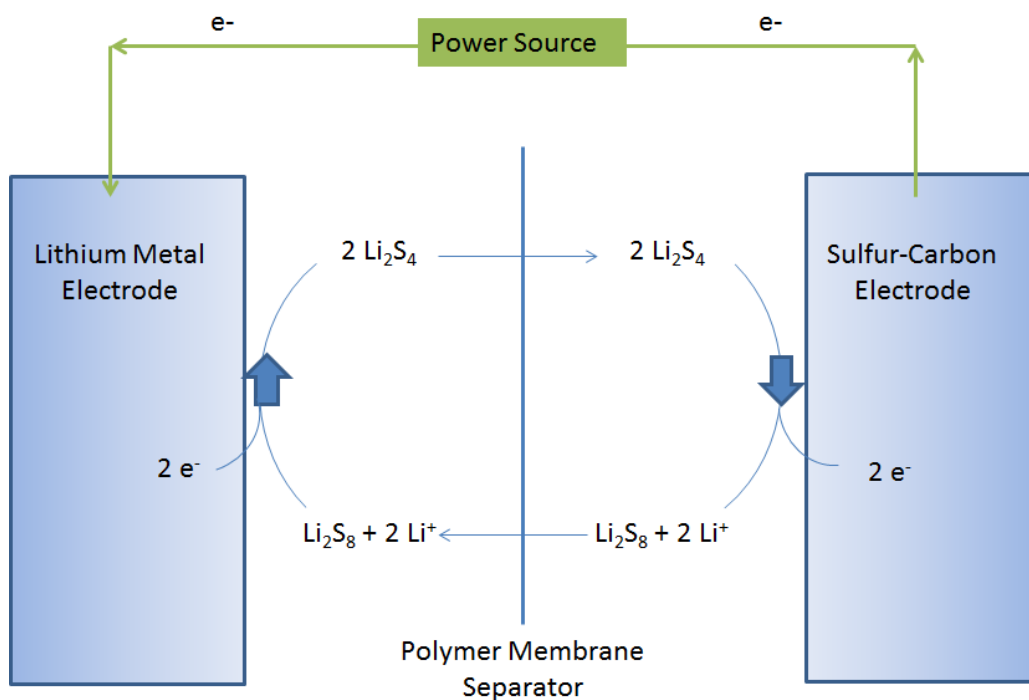 e-
Power Source
e-
Lithium Metal
Electrode
2 Li₂S₄
2 Li₂S₄
Sulfur-Carbon
Electrode
2 e⁻
2 e⁻
Li₂S₈ + 2 Li⁺
Li₂S₈ + 2 Li⁺
Polymer Membrane
Separator